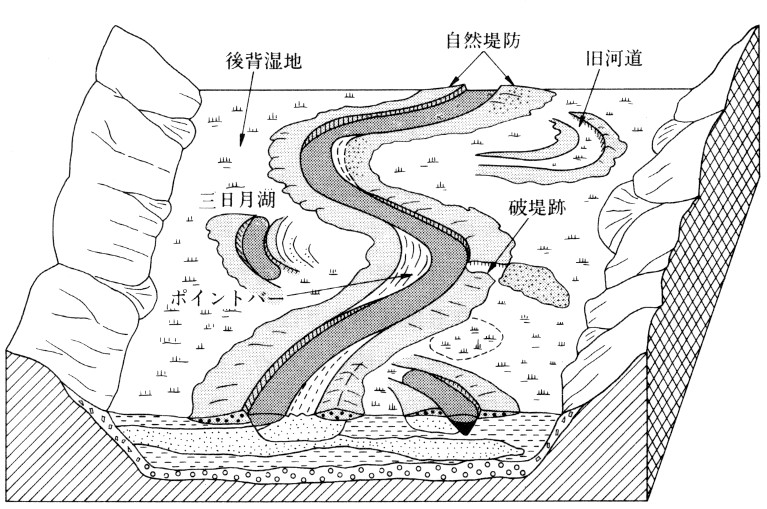 自然堤防
後背湿地
旧河道
三日月湖
破堤跡
ポイントバー